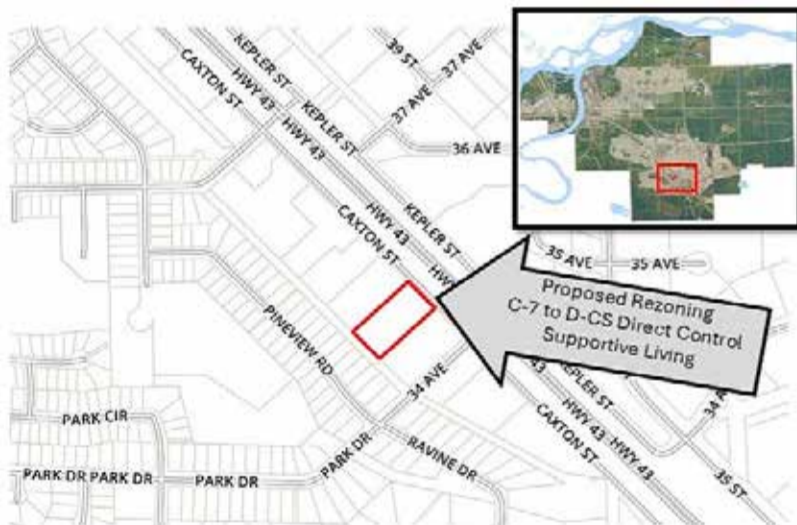 39 ST
37 AVE
37 AVE
KEPLER ST
KEPLER ST
KEPLER ST
CAXTON ST
HWY 43
HWY 43
36 AVE
HWY 43
KEPLER ST
CAXTON ST
35 AVE
35 AVE
Proposed Rezoning
C-7 to D-CS Direct Control
Supportive Living
PINEVIEW RD
34 AVE
KEPLER ST
34 A
CAXTON ST
HWY 43
HWY 43
35 ST
PARK CIR
PARK DR
RAVINE DR
PARK DR PARK DR
PARK DR